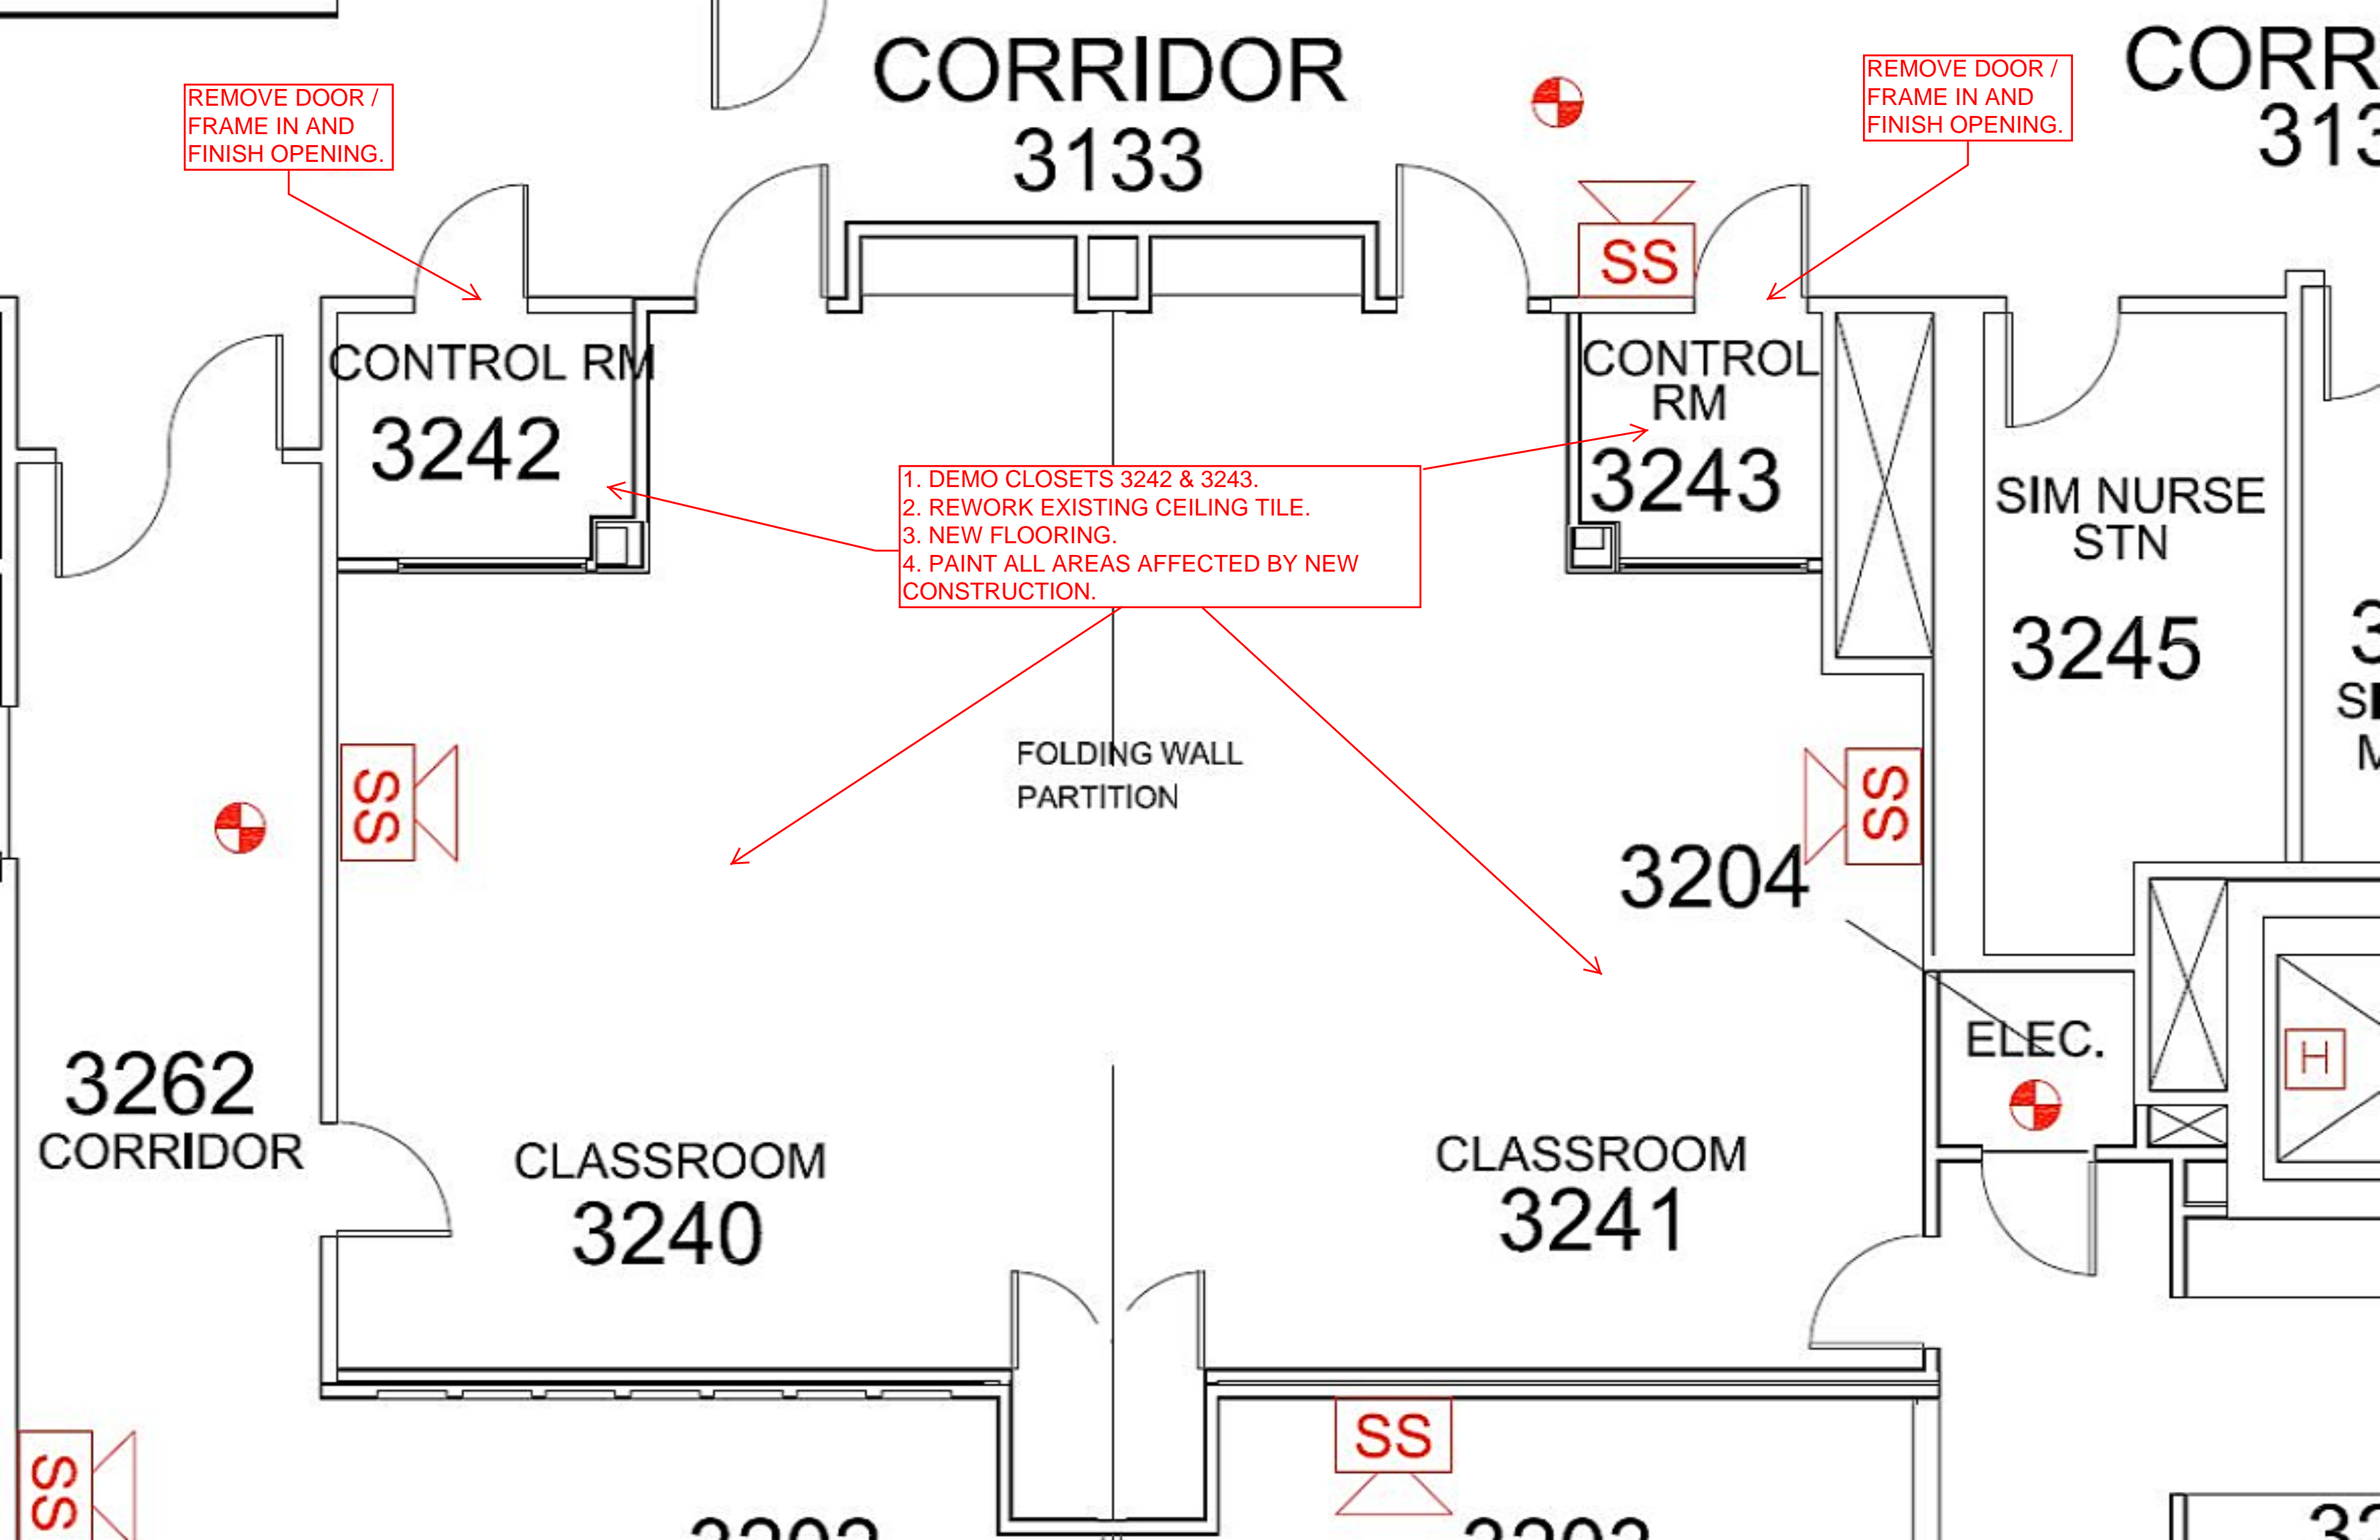 CORRIDOR
3133
REMOVE DOOR /
FRAME IN AND
FINISH OPENING.
REMOVE DOOR /
FRAME IN AND
FINISH OPENING.
SS
CONTROL RM
3242
CONTROL
RM
3243
1. DEMO CLOSETS 3242 & 3243.
2. REWORK EXISTING CEILING TILE.
3. NEW FLOORING.
4. PAINT ALL AREAS AFFECTED BY NEW
CONSTRUCTION.
SIM NURSE
STN
3245
FOLDING WALL
PARTITION
SS
SS
3204
3262
CORRIDOR
CLASSROOM
3240
CLASSROOM
3241
ELEC.
H
SS
SS